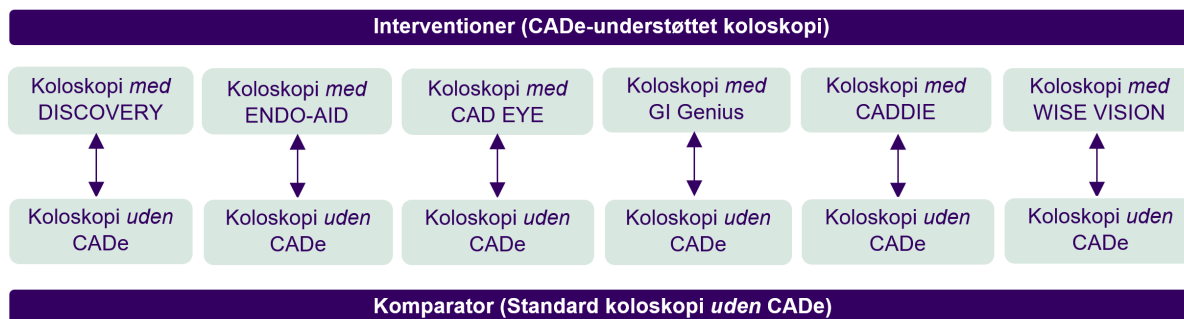 Interventioner (CADe-understøttet koloskopi)
Koloskopi med
DISCOVERY
Koloskopi med
ENDO-AID
Koloskopi med
CAD EYE
Koloskopi med
GI Genius
Koloskopi med
CADDIE
Koloskopi med
WISE VISION
Koloskopi uden
CADe
Koloskopi uden
CADe
Koloskopi uden
CADe
Koloskopi uden
CADe
Koloskopi uden
CADe
Koloskopi uden
CADe
Komparator (Standard koloskopi uden CADe)